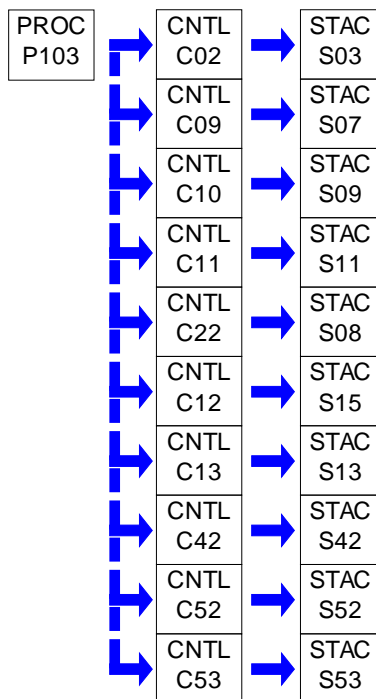 PROC
P103
CNTL
C02
STAC
S03
CNTL
C09
STAC
S07
CNTL
C10
STAC
S09
CNTL
C11
STAC
S11
CNTL
C22
STAC
S08
CNTL
C12
STAC
S15
CNTL
C13
STAC
S13
CNTL
C42
STAC
S42
CNTL
C52
STAC
S52
CNTL
C53
STAC
S53